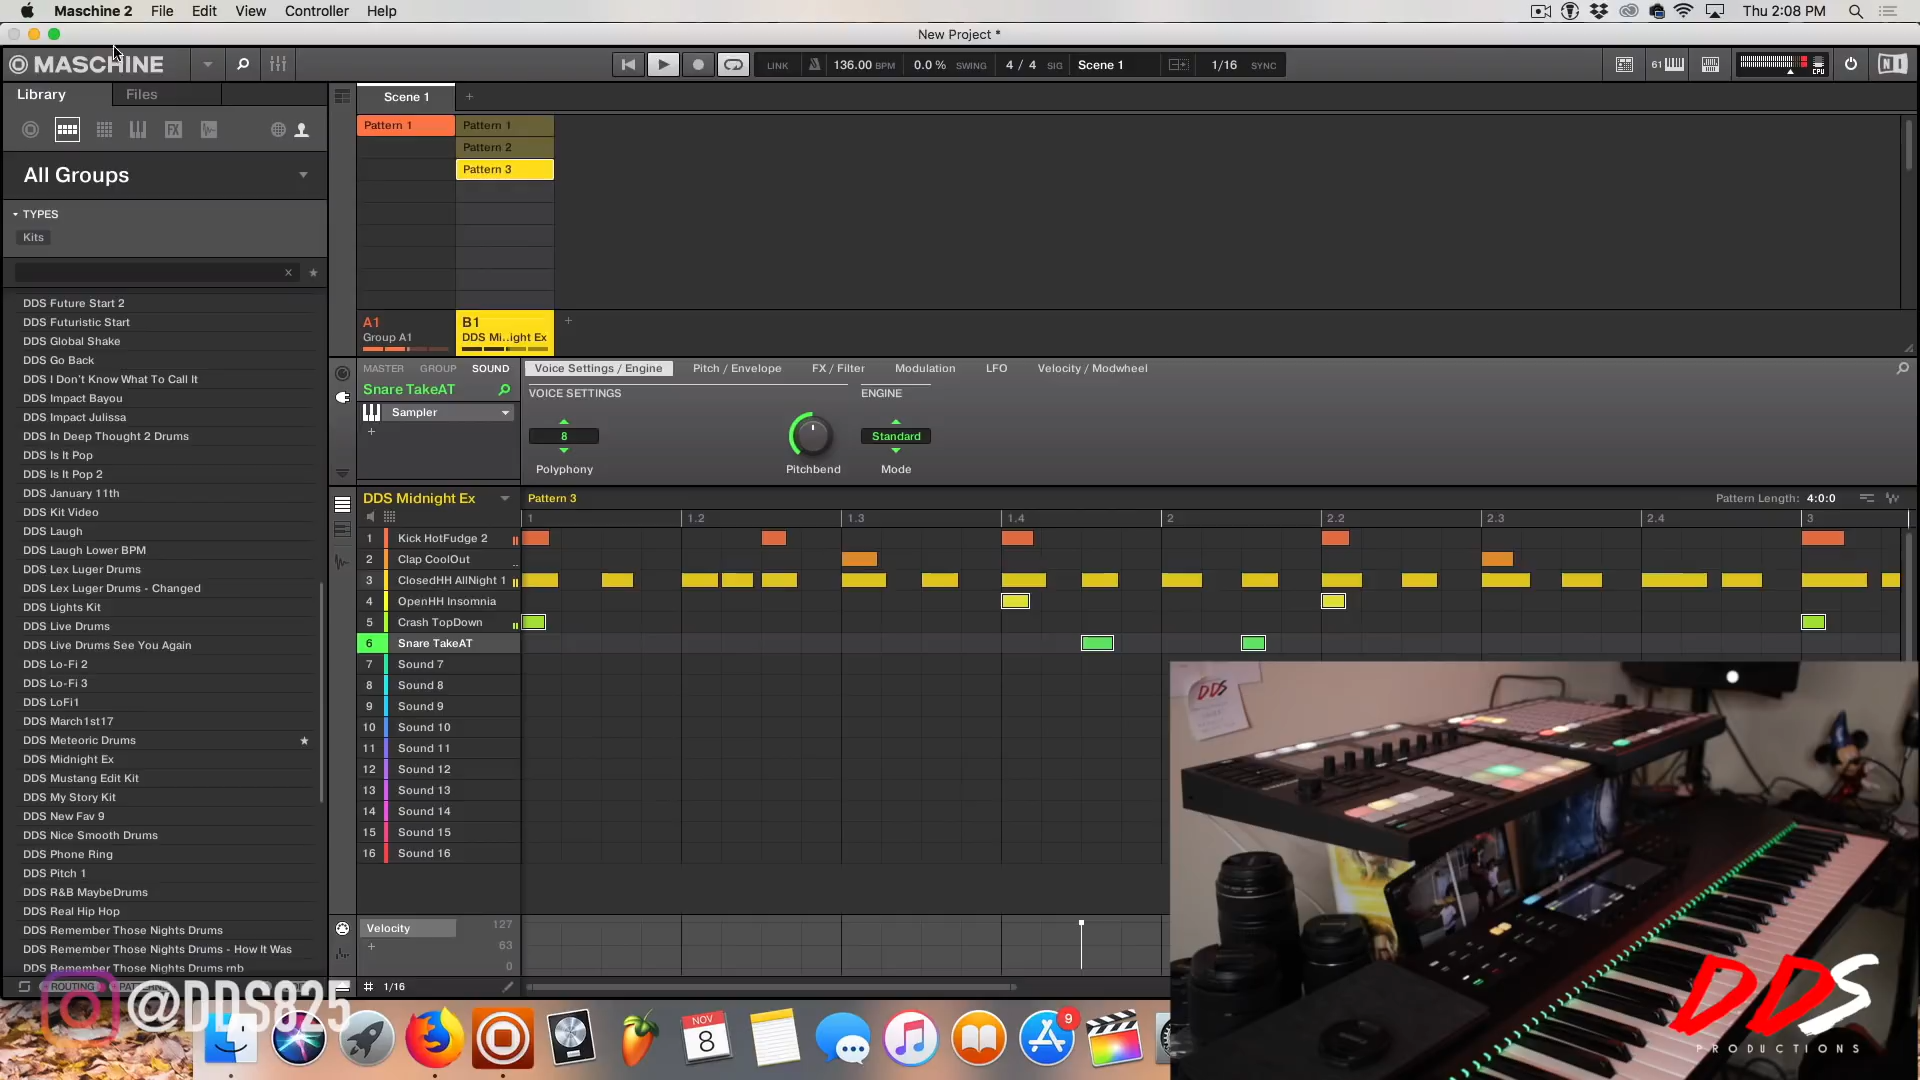 Maschine 2 File Edit View Controller Help Thu 2:08 PM
New Project *
MASCHINE LINK 136.00 BPM 0.0% SWING 4 / 4 SIG Scene 1 1/16 SYNC 61 CPU NI
Library Files
Scene 1 +
Pattern 1 Pattern 1
Pattern 2
Pattern 3
FX
All Groups
TYPES
Kits
A1 B1 +
Group A1 DDS Mi..ight Ex
MASTER GROUP SOUND Voice Settings / Engine Pitch / Envelope FX / Filter Modulation LFO Velocity / Modwheel
Snare TakeAT VOICE SETTINGS ENGINE
Sampler
+
8 Standard
Polyphony Pitchbend Mode
DDS Future Start 2
DDS Futuristic Start
DDS Global Shake
DDS Go Back
DDS I Don't Know What To Call It
DDS Impact Bayou
DDS Impact Julissa
DDS In Deep Thought 2 Drums
DDS Is It Pop
DDS Is It Pop 2
DDS January 11th
DDS Kit Video
DDS Laugh
DDS Laugh Lower BPM
DDS Lex Luger Drums
DDS Lex Luger Drums - Changed
DDS Lights Kit
DDS Live Drums
DDS Live Drums See You Again
DDS Lo-Fi 2
DDS Lo-Fi 3
DDS LoFi1
DDS March1st17
DDS Meteoric Drums
DDS Midnight Ex
DDS Mustang Edit Kit
DDS My Story Kit
DDS New Fav 9
DDS Nice Smooth Drums
DDS Phone Ring
DDS Pitch 1
DDS R&B MaybeDrums
DDS Real Hip Hop
DDS Remember Those Nights Drums
DDS Remember Those Nights Drums - How It Was
DDS Remember Those Nights Drums rnb
DDS Midnight Ex Pattern 3 Pattern Length: 4:0:0
1 1.2 1.3 1.4 2 2.2 2.3 2.4 3
1 Kick HotFudge 2
2 Clap CoolOut
3 ClosedHH AllNight 1
4 OpenHH Insomnia
5 Crash TopDown
6 Snare TakeAT
7 Sound 7
8 Sound 8
9 Sound 9
10 Sound 10
11 Sound 11
12 Sound 12
13 Sound 13
14 Sound 14
15 Sound 15
16 Sound 16
Velocity 127
+ 63
0
1/16
ROUTING
@DDS825
NOV
8
9
DDS
DDS
PRODUCTIONS